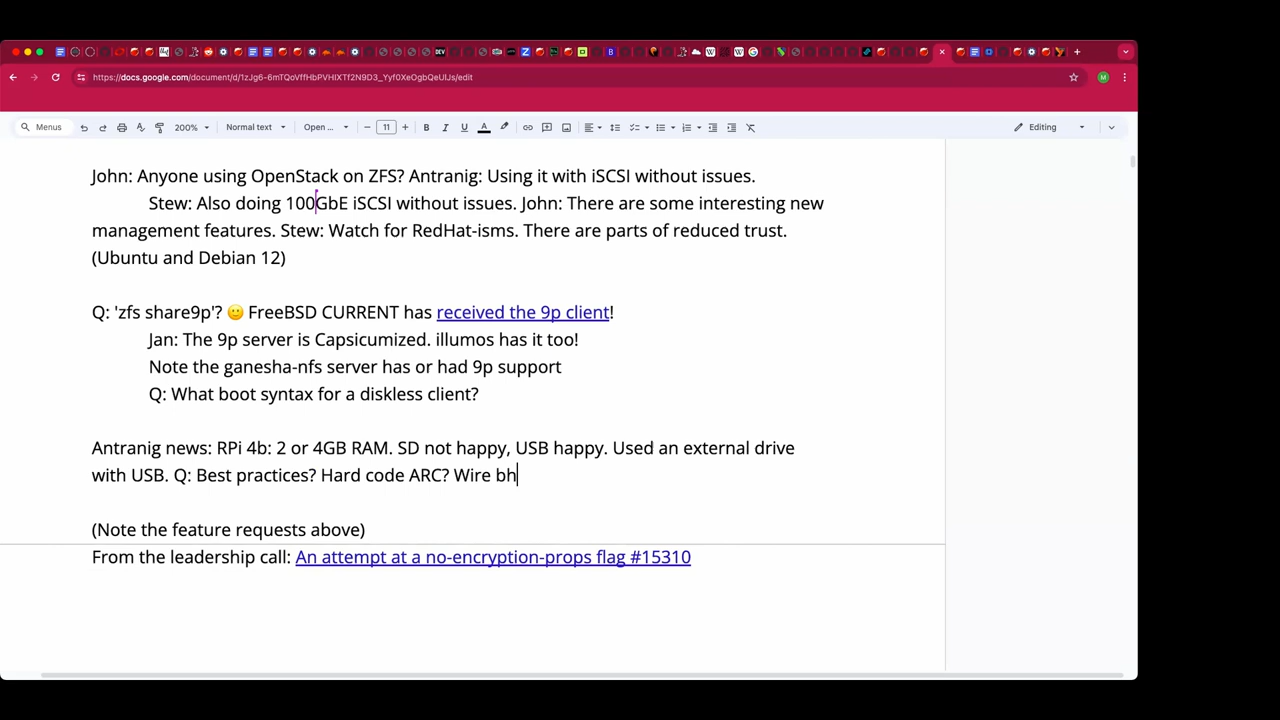 https://docs.google.com/document/d/1zJg6-6mTQoVffHbPVHIXTf2N9D3_Yyf0XeOgbQeUIJs/edit
M
Menus 200% Normal text Open ... 11 B I U A Editing
John: Anyone using OpenStack on ZFS? Antranig: Using it with iSCSI without issues.
Stew: Also doing 100GbE iSCSI without issues. John: There are some interesting new
management features. Stew: Watch for RedHat-isms. There are parts of reduced trust.
(Ubuntu and Debian 12)
Q: 'zfs share9p'? 🙂 FreeBSD CURRENT has received the 9p client!
Jan: The 9p server is Capsicumized. illumos has it too!
Note the ganesha-nfs server has or had 9p support
Q: What boot syntax for a diskless client?
Antranig news: RPi 4b: 2 or 4GB RAM. SD not happy, USB happy. Used an external drive
with USB. Q: Best practices? Hard code ARC? Wire bh
(Note the feature requests above)
From the leadership call: An attempt at a no-encryption-props flag #15310